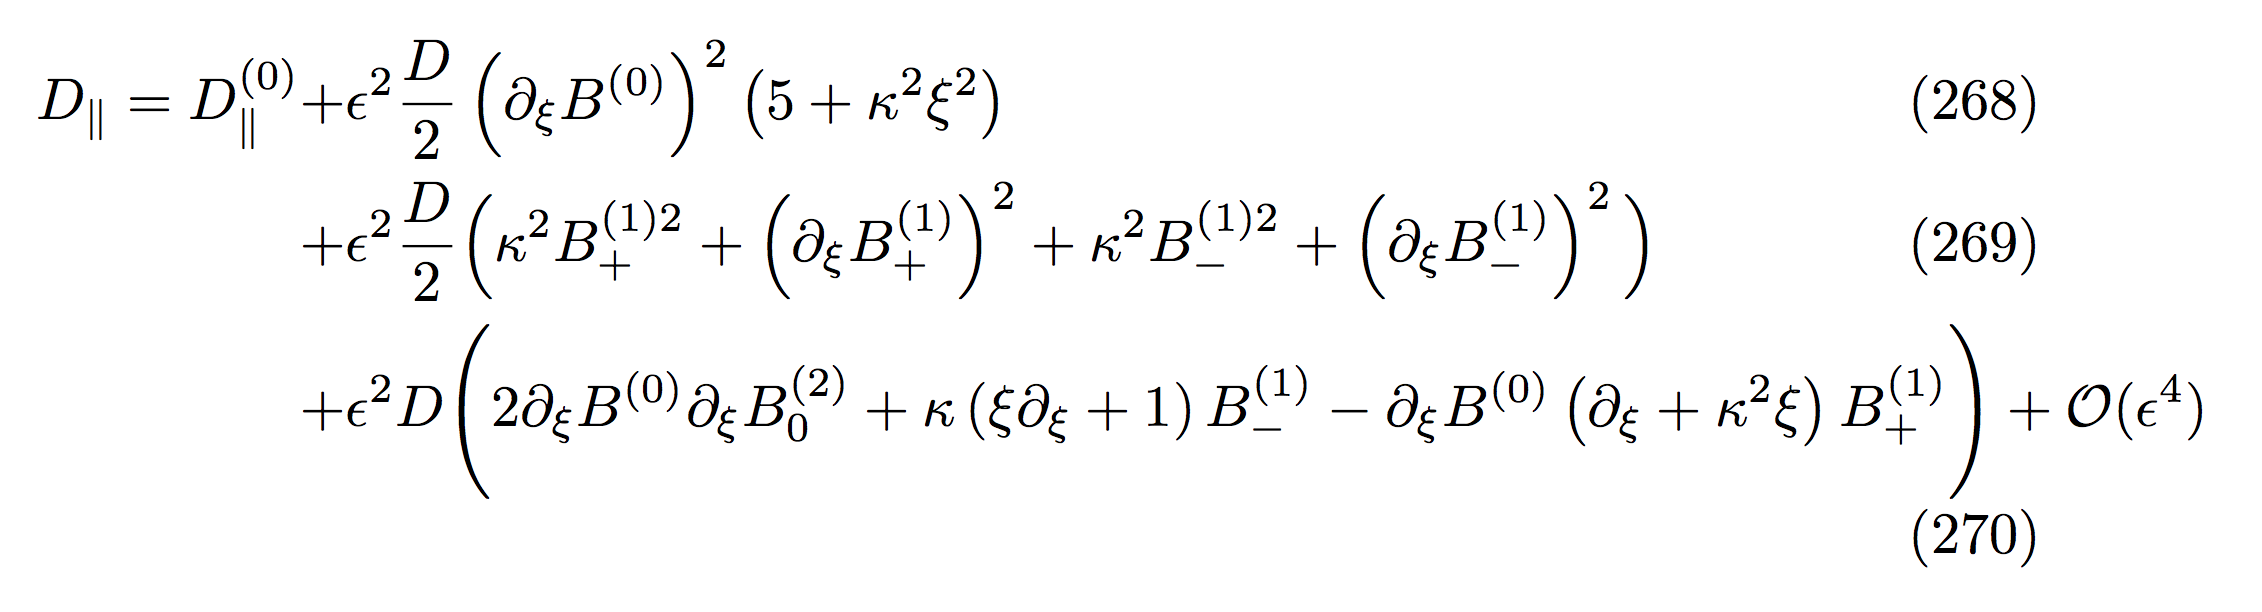 D_∥ = D_∥^{(0)} + ϵ^2 \frac{D}{2} \left( ∂_ξ B^{(0)} \right)^2 \left( 5 + κ^2 ξ^2 \right) (268)
+ ϵ^2 \frac{D}{2} \left( κ^2 B_+^{(1)2} + \left( ∂_ξ B_+^{(1)} \right)^2 + κ^2 B_-^{(1)2} + \left( ∂_ξ B_-^{(1)} \right)^2 \right) (269)
+ ϵ^2 D \left( 2 ∂_ξ B^{(0)} ∂_ξ B_0^{(2)} + κ \left( ξ ∂_ξ + 1 \right) B_-^{(1)} - ∂_ξ B^{(0)} \left( ∂_ξ + κ^2 ξ \right) B_+^{(1)} \right) + \mathcal{O}(ϵ^4)
(270)